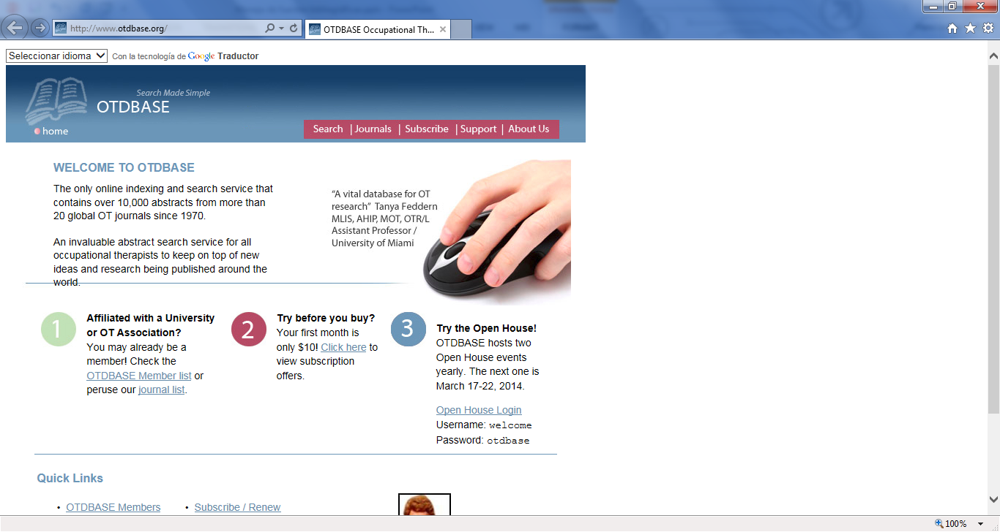 http://www.otdbase.org/
OTDBASE Occupational Th...
Seleccionar idioma
Con la tecnología de Google Traductor
Search Made Simple
OTDBASE
home
Search | Journals | Subscribe | Support | About Us
WELCOME TO OTDBASE
The only online indexing and search service that
contains over 10,000 abstracts from more than
20 global OT journals since 1970.
An invaluable abstract search service for all
occupational therapists to keep on top of new
ideas and research being published around the
world.
“A vital database for OT
research” Tanya Feddern
MLIS, AHIP, MOT, OTR/L
Assistant Professor /
University of Miami
1
Affiliated with a University
or OT Association?
You may already be a
member! Check the
OTDBASE Member list or
peruse our journal list.
2
Try before you buy?
Your first month is
only $10! Click here to
view subscription
offers.
3
Try the Open House!
OTDBASE hosts two
Open House events
yearly. The next one is
March 17-22, 2014.
Open House Login
Username: welcome
Password: otdbase
Quick Links
• OTDBASE Members
• Subscribe / Renew
100%